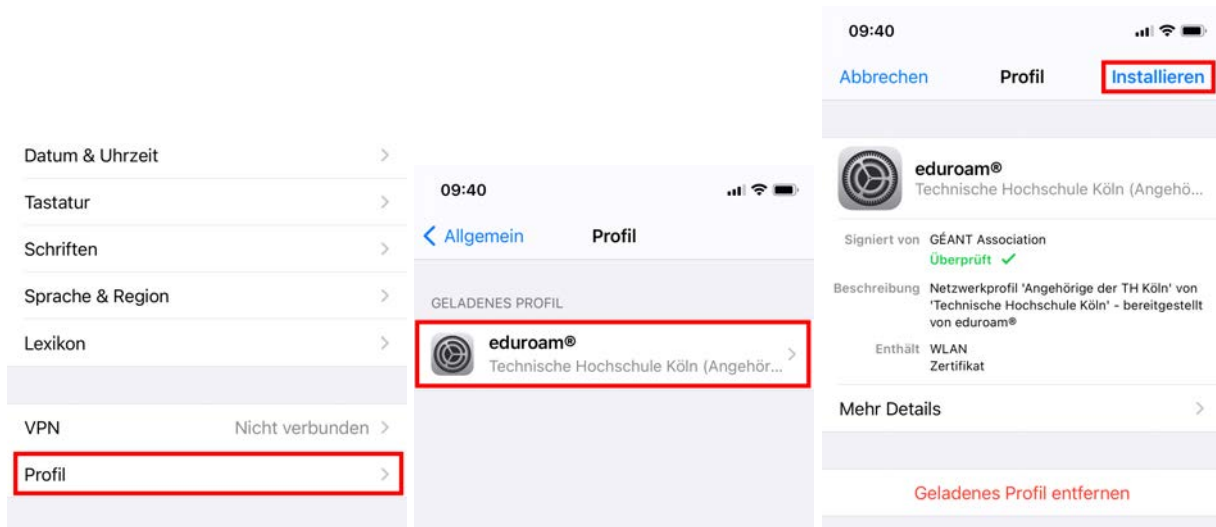 Datum & Uhrzeit
Tastatur
Schriften
Sprache & Region
Lexikon
VPN Nicht verbunden
Profil
09:40
Allgemein Profil
GELADENES PROFIL
eduroam®
Technische Hochschule Köln (Angehör...
09:40
Abbrechen Profil Installieren
eduroam®
Technische Hochschule Köln (Angehö...
Signiert von GÉANT Association
Überprüft ✓
Beschreibung Netzwerkprofil 'Angehörige der TH Köln' von
'Technische Hochschule Köln' - bereitgestellt
von eduroam®
Enthält WLAN
Zertifikat
Mehr Details
Geladenes Profil entfernen